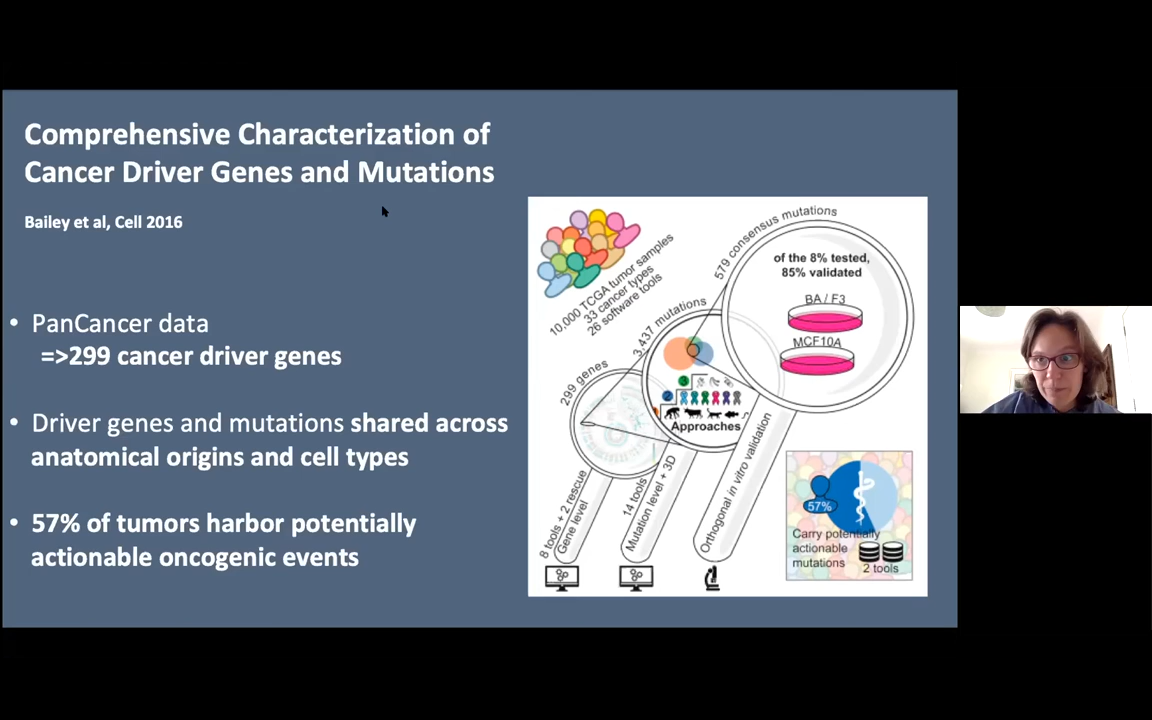 Comprehensive Characterization of
Cancer Driver Genes and Mutations
Bailey et al, Cell 2016
• PanCancer data
=>299 cancer driver genes
• Driver genes and mutations shared across
anatomical origins and cell types
• 57% of tumors harbor potentially
actionable oncogenic events
10,000 TCGA tumor samples
33 cancer types
26 software tools
299 genes
8 tools + 2 rescue
Gene level
3,437 mutations
Approaches
14 tools
Mutation level + 3D
579 consensus mutations
of the 8% tested,
85% validated
BA / F3
MCF10A
Orthogonal in vitro validation
57%
Carry potentially
actionable
mutations
2 tools